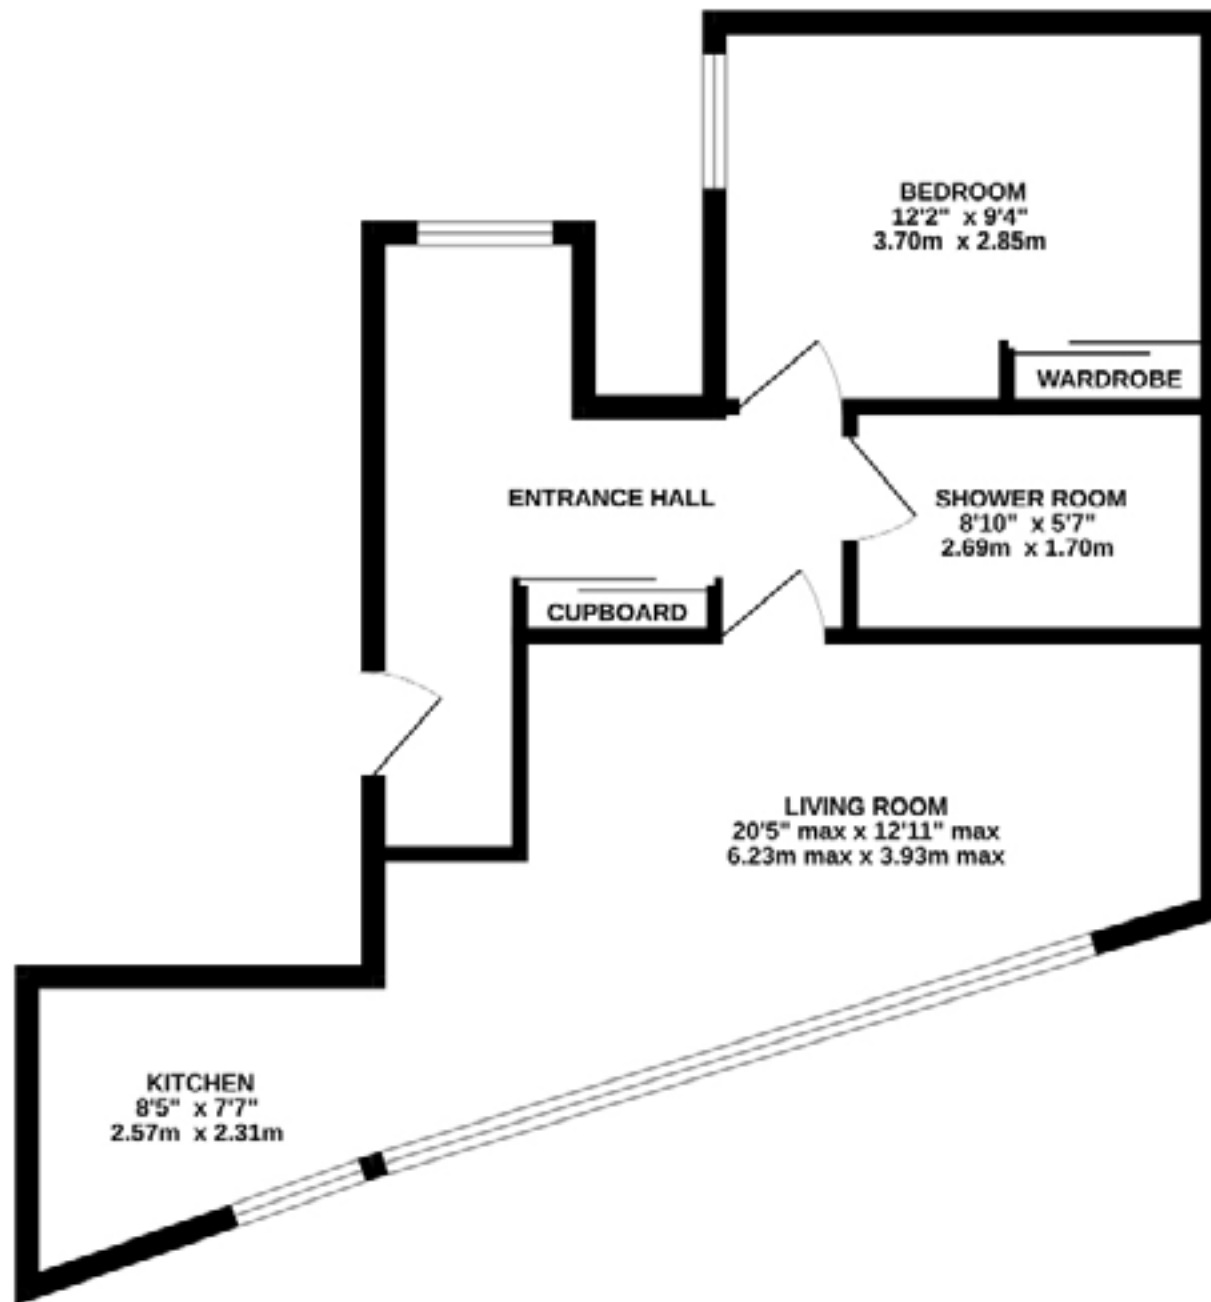 BEDROOM
12'2" x 9'4"
3.70m x 2.85m
WARDROBE
ENTRANCE HALL
SHOWER ROOM
8'10" x 5'7"
2.69m x 1.70m
CUPBOARD
LIVING ROOM
20'5" max x 12'11" max
6.23m max x 3.93m max
KITCHEN
8'5" x 7'7"
2.57m x 2.31m